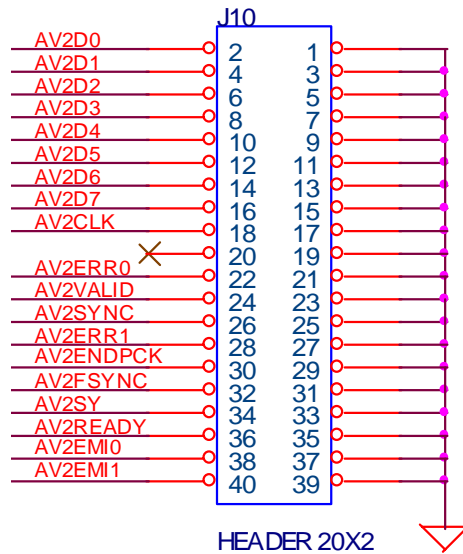 J10
AV2D0 2 1
AV2D1 4 3
AV2D2 6 5
AV2D3 8 7
AV2D4 10 9
AV2D5 12 11
AV2D6 14 13
AV2D7 16 15
AV2CLK 18 17
20 19
AV2ERR0 22 21
AV2VALID 24 23
AV2SYNC 26 25
AV2ERR1 28 27
AV2ENDPCK 30 29
AV2FSYNC 32 31
AV2SY 34 33
AV2READY 36 35
AV2EMI0 38 37
AV2EMI1 40 39
HEADER 20X2